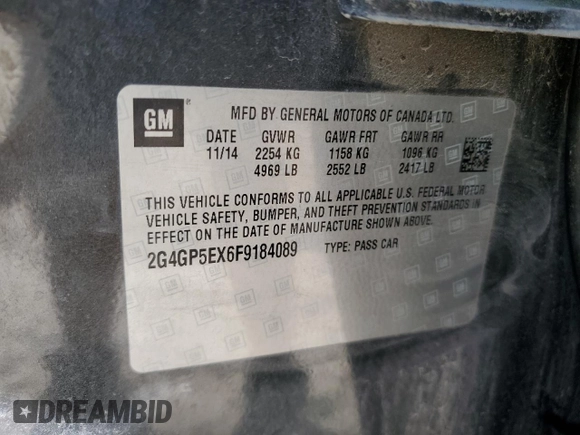 GM ®
MFD BY GENERAL MOTORS OF CANADA LTD.
DATE GVWR GAWR FRT GAWR RR
11/14 2254 KG 1158 KG 1096 KG
4969 LB 2552 LB 2417 LB
THIS VEHICLE CONFORMS TO ALL APPLICABLE U.S. FEDERAL MOTOR
VEHICLE SAFETY, BUMPER, AND THEFT PREVENTION STANDARDS IN
EFFECT ON THE DATE OF MANUFACTURE SHOWN ABOVE.
2G4GP5EX6F9184089 TYPE: PASS CAR
DREAMBID